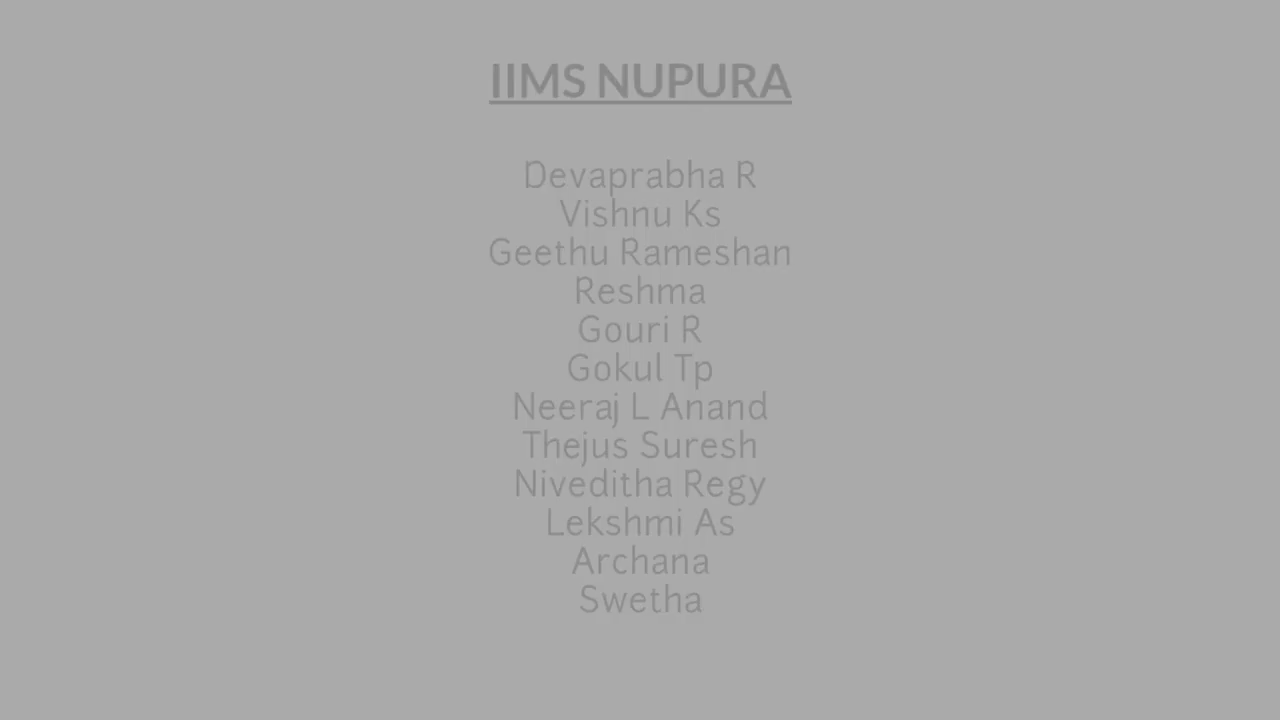 IIMS NUPURA
Devaprabha R
Vishnu Ks
Geethu Rameshan
Reshma
Gouri R
Gokul Tp
Neeraj L Anand
Thejus Suresh
Niveditha Regy
Lekshmi As
Archana
Swetha